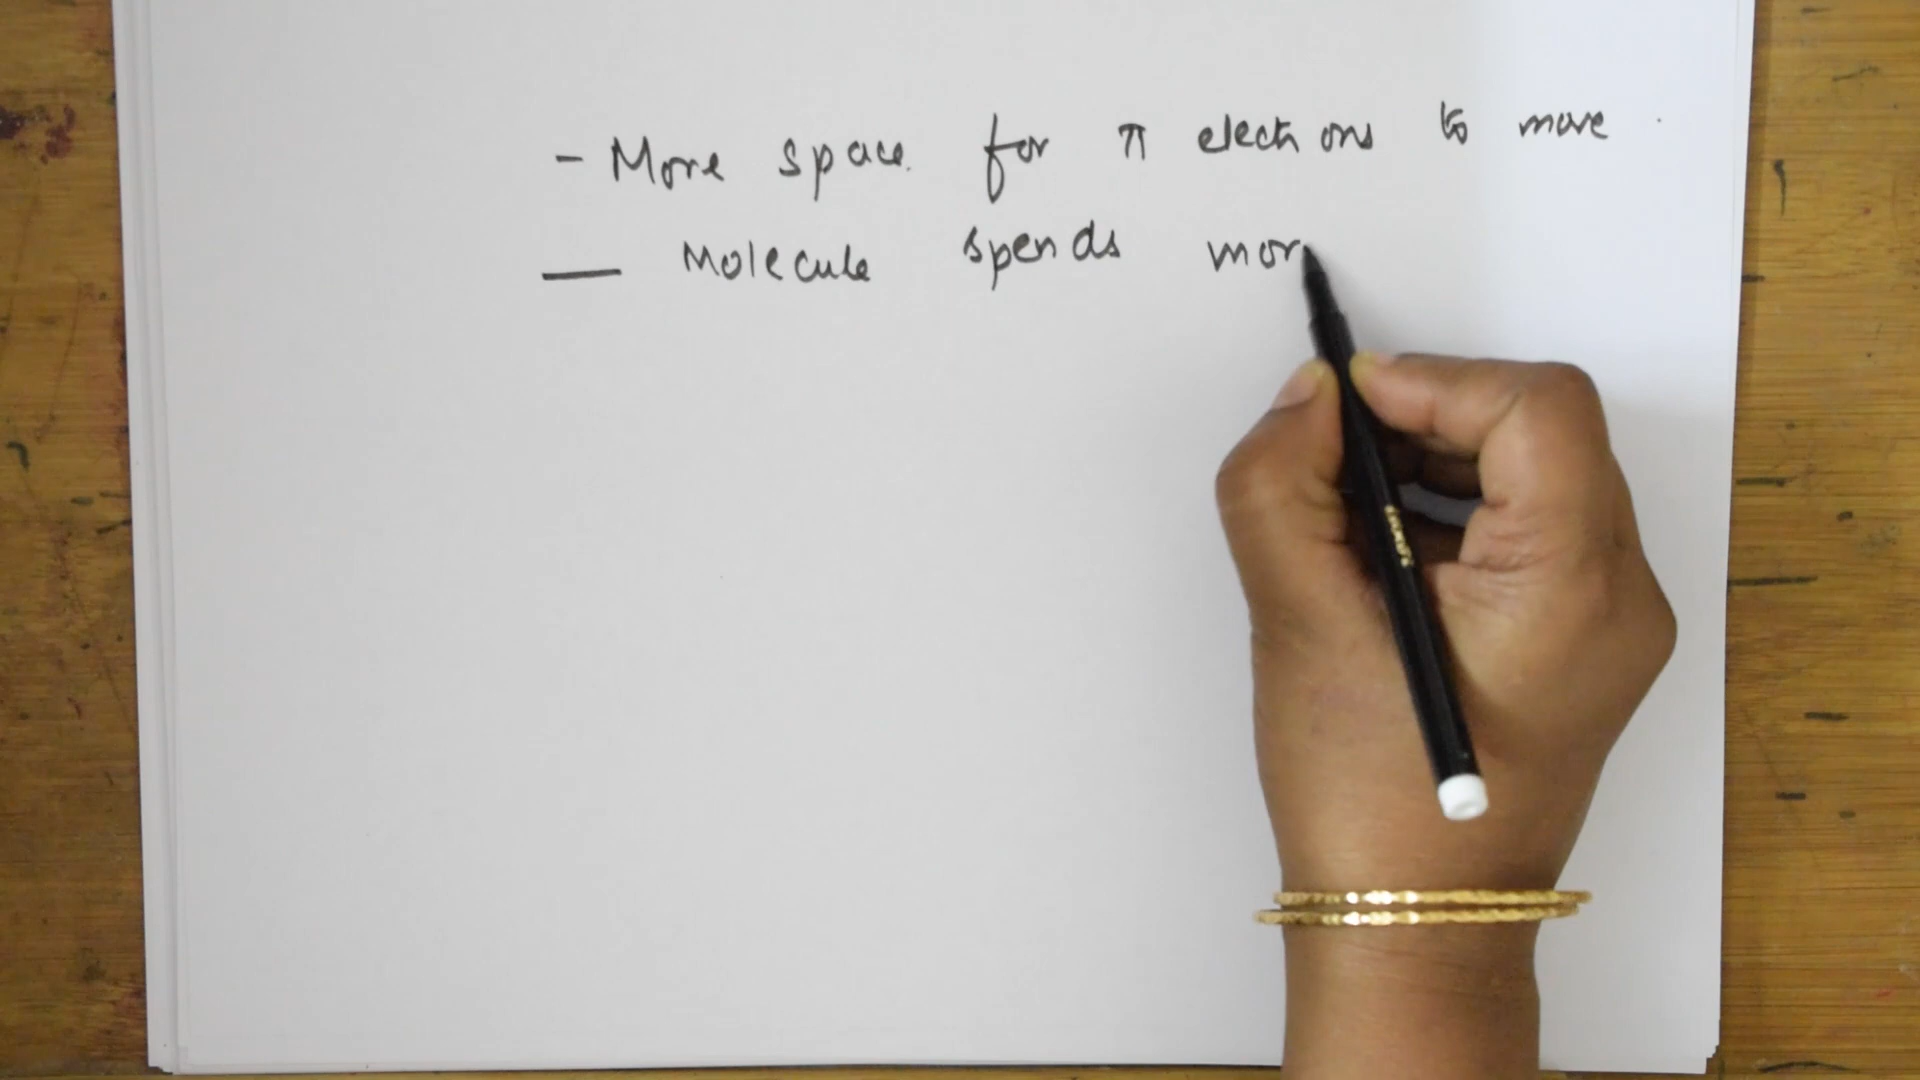 - More space for π electrons to move
— Molecule spends mor